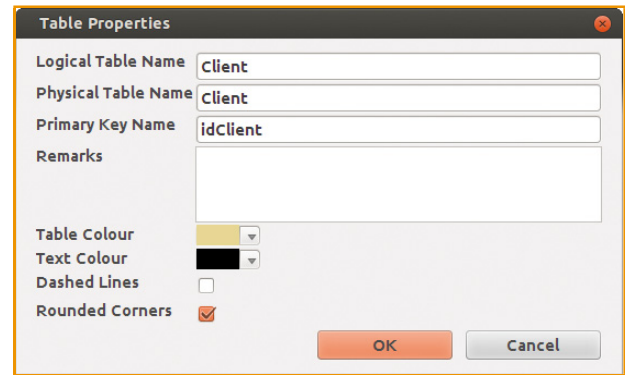 Table Properties
Logical Table Name Client
Physical Table Name Client
Primary Key Name idClient
Remarks
Table Colour
Text Colour
Dashed Lines
Rounded Corners
OK Cancel